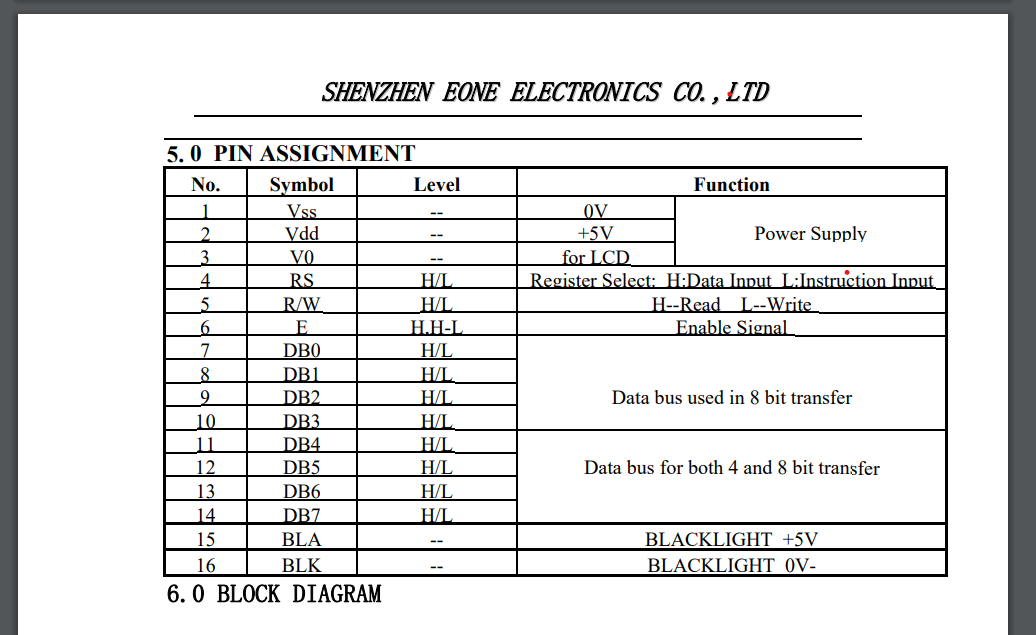 SHENZHEN EONE ELECTRONICS CO.,LTD
5.0 PIN ASSIGNMENT
No. Symbol Level Function
1 Vss -- 0V
2 Vdd -- +5V Power Supply
3 V0 -- for LCD
4 RS H/L Register Select: H:Data Input L:Instruction Input
5 R/W H/L H--Read L--Write
6 E H.H-L Enable Signal
7 DB0 H/L
8 DB1 H/L
9 DB2 H/L Data bus used in 8 bit transfer
10 DB3 H/L
11 DB4 H/L
12 DB5 H/L Data bus for both 4 and 8 bit transfer
13 DB6 H/L
14 DB7 H/L
15 BLA -- BLACKLIGHT +5V
16 BLK -- BLACKLIGHT 0V-
6.0 BLOCK DIAGRAM